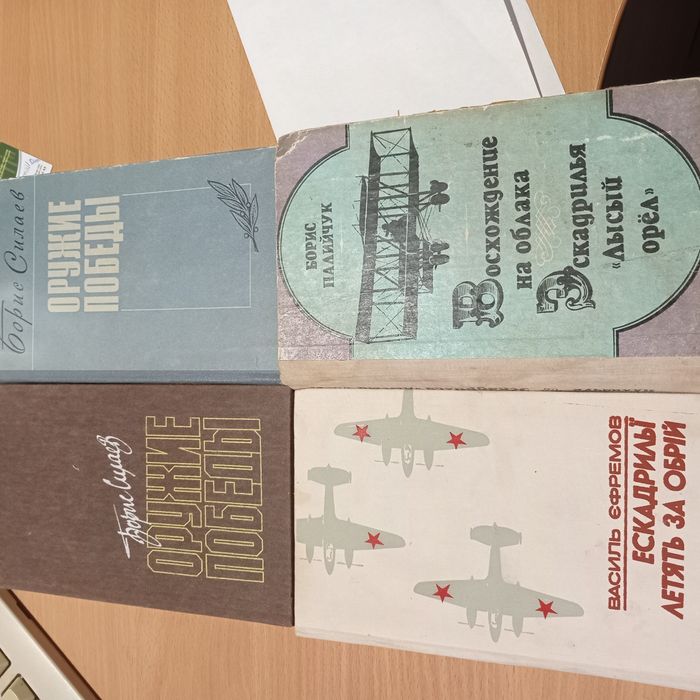 Борис Силаев
ОРУЖИЕ
ПОБЕДЫ
БОРИС
ПАЛИЙЧУК
Восхождение
на облака
Эскадрилья
„Лысый
орёл"
Борис Силаев
ОРУЖИЕ
ПОБЕДЫ
ВАСИЛЬ ЄФРЕМОВ
ЕСКАДРИЛЬЇ
ЛЕТЯТЬ ЗА ОБРІЙ